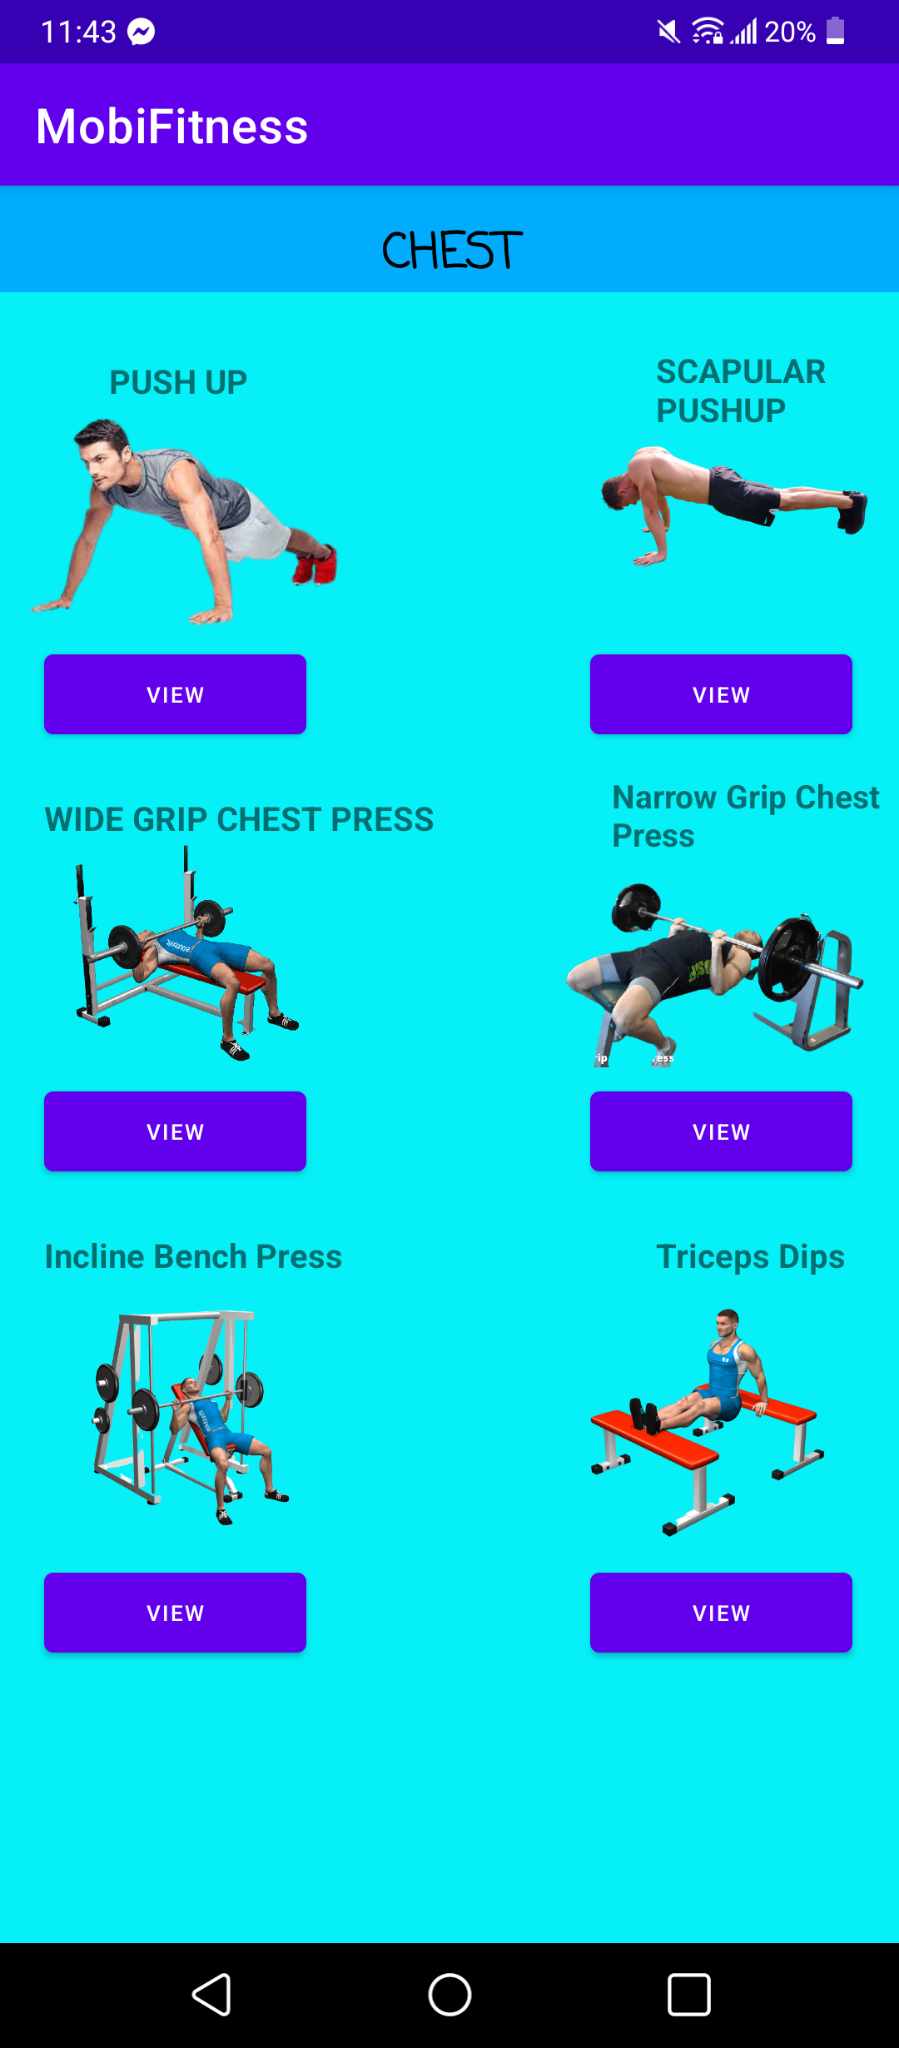 11:43
20%
MobiFitness
CHEST
PUSH UP
SCAPULAR
PUSHUP
VIEW
VIEW
WIDE GRIP CHEST PRESS
Narrow Grip Chest
Press
VIEW
VIEW
Incline Bench Press
Triceps Dips
VIEW
VIEW